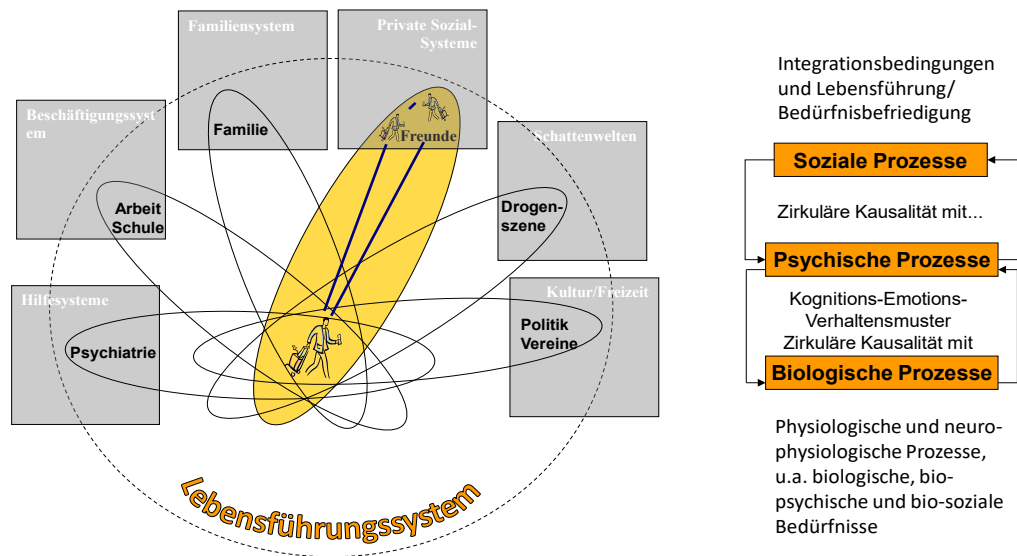 Familiensystem
Private Sozial-
Systeme
Beschäftigungssyst
em
Familie
Freunde
Schattenwelten
Arbeit
Schule
Drogen-
szene
Hilfesysteme
Kultur/Freizeit
Psychiatrie
Politik
Vereine
Lebensführungssystem
Integrationsbedingungen
und Lebensführung/
Bedürfnisbefriedigung
Soziale Prozesse
Zirkuläre Kausalität mit...
Psychische Prozesse
Kognitions-Emotions-
Verhaltensmuster
Zirkuläre Kausalität mit
Biologische Prozesse
Physiologische und neuro-
physiologische Prozesse,
u.a. biologische, bio-
psychische und bio-soziale
Bedürfnisse